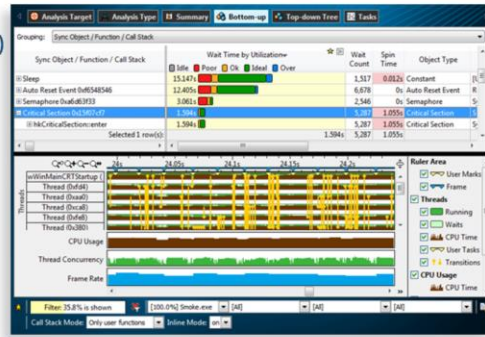 Analysis Target Analysis Type Summary Bottom-up Top-down Tree Tasks
Grouping: Sync Object / Function / Call Stack
Sync Object / Function / Call Stack Wait Time by Utilization Wait Count Spin Time Object Type
Idle Poor Ok Ideal Over
Sleep 15.147s 1,517 0.012s Constant
Auto Reset Event 0xf6548546 12.405s 6,678 0s Auto Reset Event
Semaphore 0xa6d63f33 3.061s 2,546 0s Semaphore
Critical Section 0x15f07cf7 1.594s 5,287 1.055s Critical Section
hkCriticalSection::enter 1.594s 5,287 1.055s Critical Section
Selected 1 row(s): 1.594s 5,287 1.055s
24s 24.05s 24.1s 24.15s 24.2s
Ruler Area
wWinMainCRTStartup (
User Marks
Thread (0xfd4)
Frame
Thread (0xaa0)
Threads
Thread (0xca8)
Running
Thread (0xfe8)
Waits
Thread (0x380)
CPU Time
CPU Usage
User Tasks
Thread Concurrency
Transitions
CPU Usage
Frame Rate
CPU Time
Threads
Filter: 35.8% is shown [100.0%] Smoke.exe [All] [All] [All]
Call Stack Mode: Only user functions Inline Mode: on